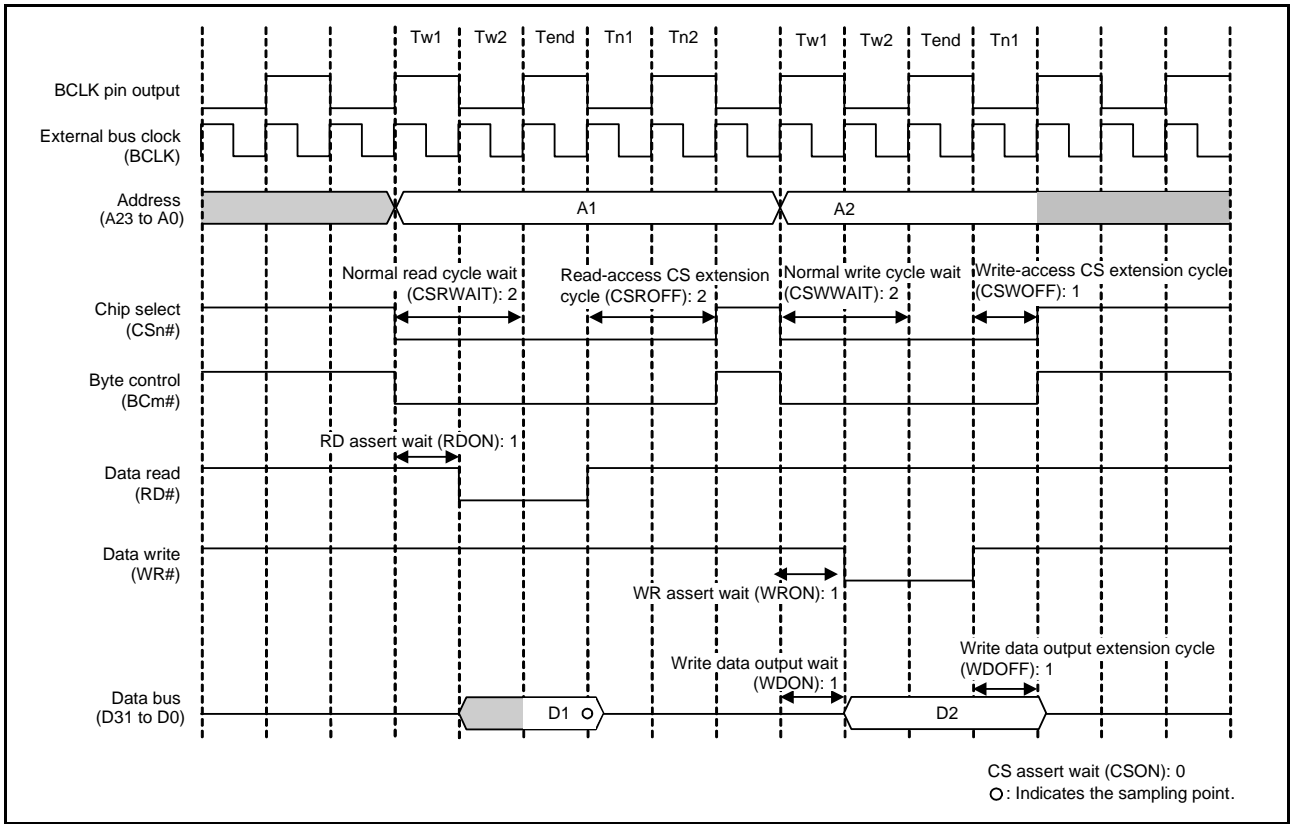 Tw1 Tw2 Tend Tn1 Tn2 Tw1 Tw2 Tend Tn1
BCLK pin output
External bus clock
(BCLK)
Address
(A23 to A0)
A1 A2
Normal read cycle wait
(CSRWAIT): 2
Read-access CS extension
cycle (CSROFF): 2
Normal write cycle wait
(CSWWAIT): 2
Write-access CS extension cycle
(CSWOFF): 1
Chip select
(CSn#)
Byte control
(BCm#)
RD assert wait (RDON): 1
Data read
(RD#)
Data write
(WR#)
WR assert wait (WRON): 1
Write data output wait
(WDON): 1
Write data output extension cycle
(WDOFF): 1
Data bus
(D31 to D0)
D1 D2
CS assert wait (CSON): 0
: Indicates the sampling point.